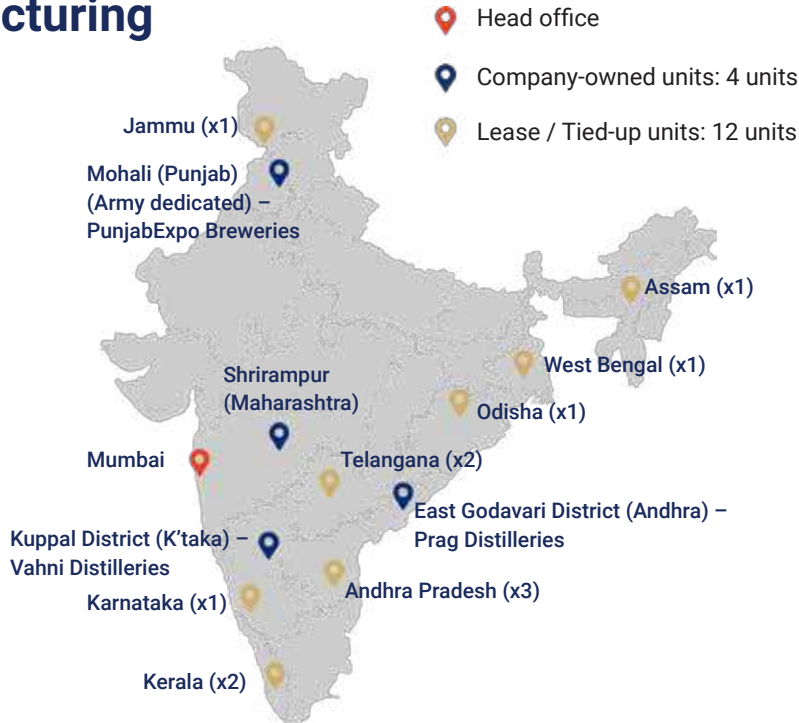 cturing
Head office
Company-owned units: 4 units
Lease / Tied-up units: 12 units
Jammu (x1)
Mohali (Punjab)
(Army dedicated) –
PunjabExpo Breweries
Assam (x1)
West Bengal (x1)
Shrirampur
(Maharashtra)
Odisha (x1)
Mumbai
Telangana (x2)
East Godavari District (Andhra) –
Prag Distilleries
Kuppal District (K’taka) –
Vahni Distilleries
Andhra Pradesh (x3)
Karnataka (x1)
Kerala (x2)